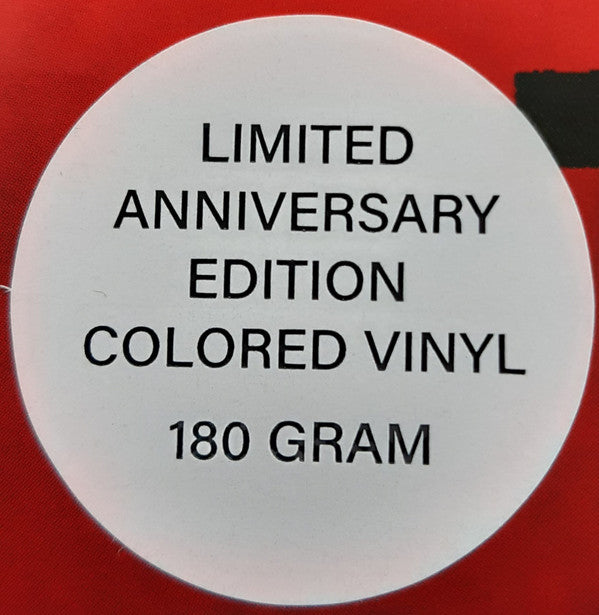 LIMITED
ANNIVERSARY
EDITION
COLORED VINYL
180 GRAM